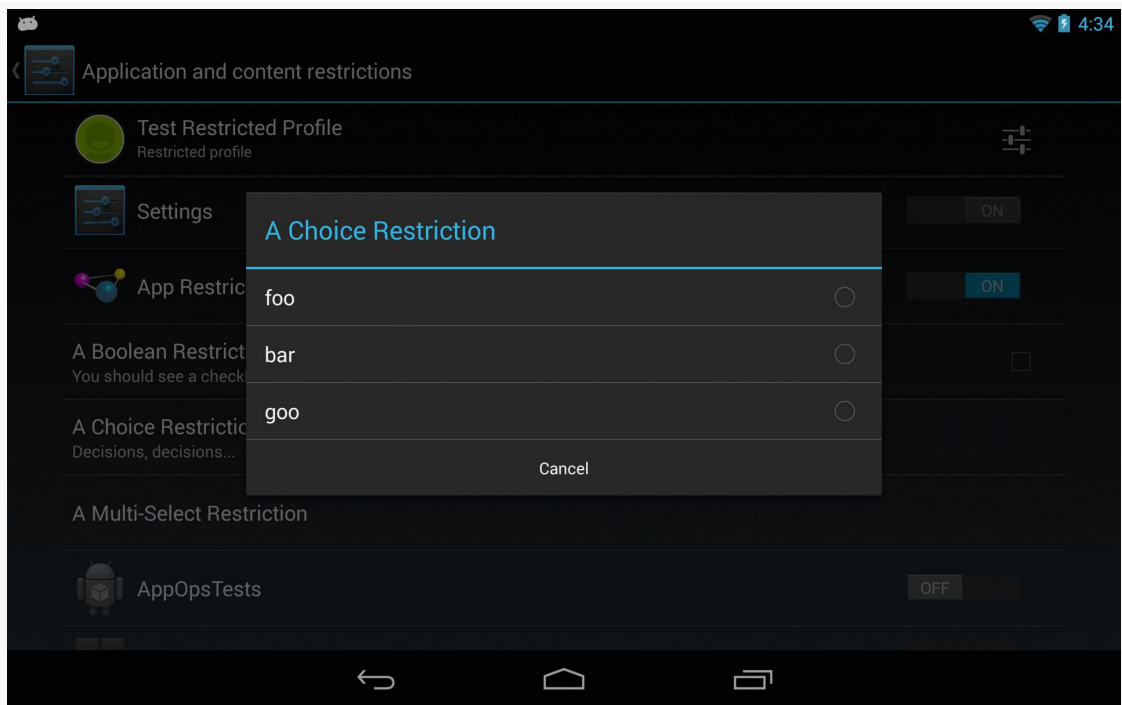 4:34
Application and content restrictions
Test Restricted Profile
Restricted profile
Settings
ON
A Choice Restriction
App Restric
ON
foo
A Boolean Restrict
You should see a check
bar
A Choice Restrictio
Decisions, decisions...
goo
Cancel
A Multi-Select Restriction
AppOpsTests
OFF